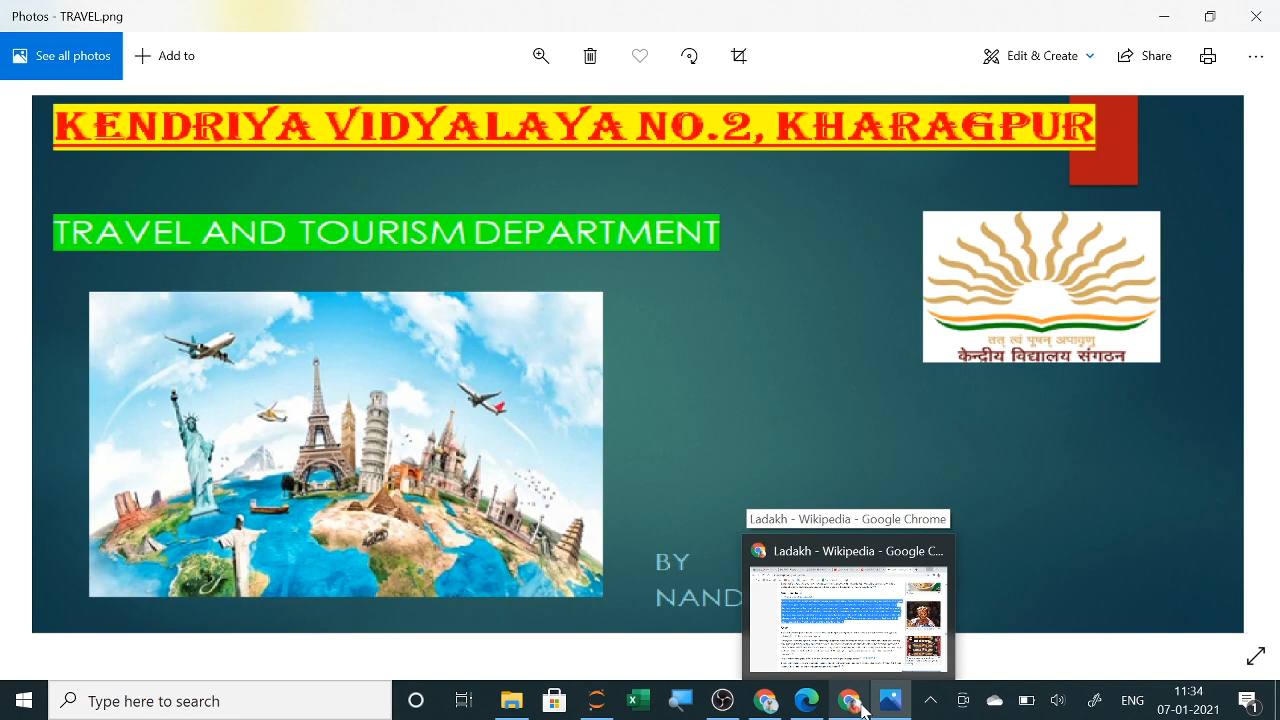 Photos - TRAVEL.png
See all photos
Add to
Edit & Create
Share
KENDRIYA VIDYALAYA NO.2, KHARAGPUR
TRAVEL AND TOURISM DEPARTMENT
तत् त्वं पूषन् अपावृणु
केन्द्रीय विद्यालय संगठन
BY
NAND
Ladakh - Wikipedia - Google Chrome
Ladakh - Wikipedia - Google C...
Type here to search
ENG
11:34
07-01-2021
1